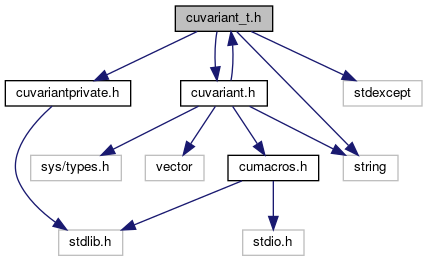 cuvariant_t.h
cuvariantprivate.h
cuvariant.h
stdexcept
sys/types.h
vector
cumacros.h
string
stdlib.h
stdio.h